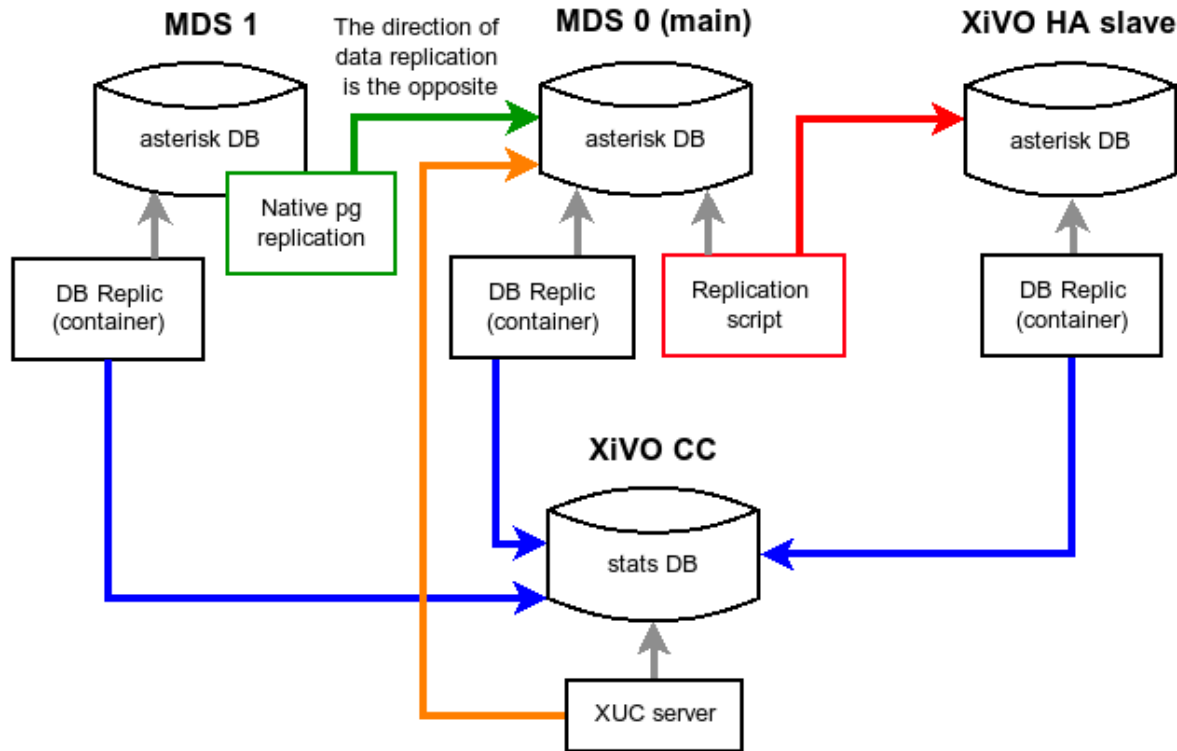 MDS 1
The direction of
data replication
is the opposite
MDS 0 (main)
XiVO HA slave
asterisk DB
asterisk DB
asterisk DB
Native pg
replication
DB Replic
(container)
DB Replic
(container)
Replication
script
DB Replic
(container)
XiVO CC
stats DB
XUC server